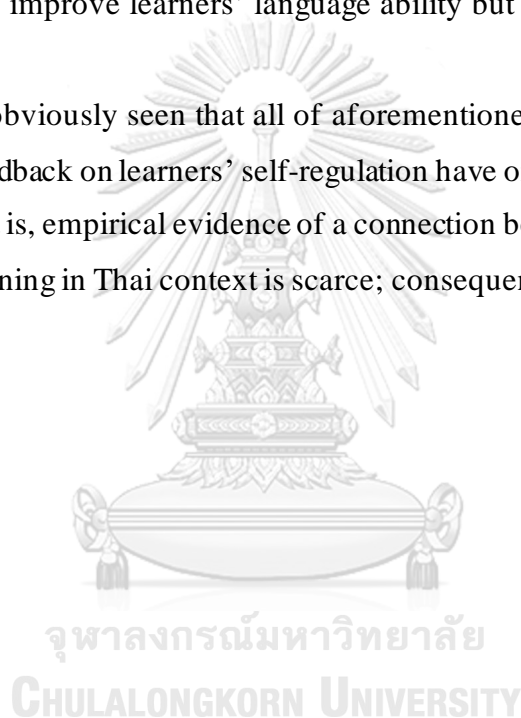 improve learners' language ability but
obviously seen that all of aforementione
dback on learners' self-regulation have o
is, empirical evidence of a connection be
ning in Thai context is scarce; consequer
จุฬาลงกรณ์มหาวิทยาลัย
CHULALONGKORN UNIVERSITY